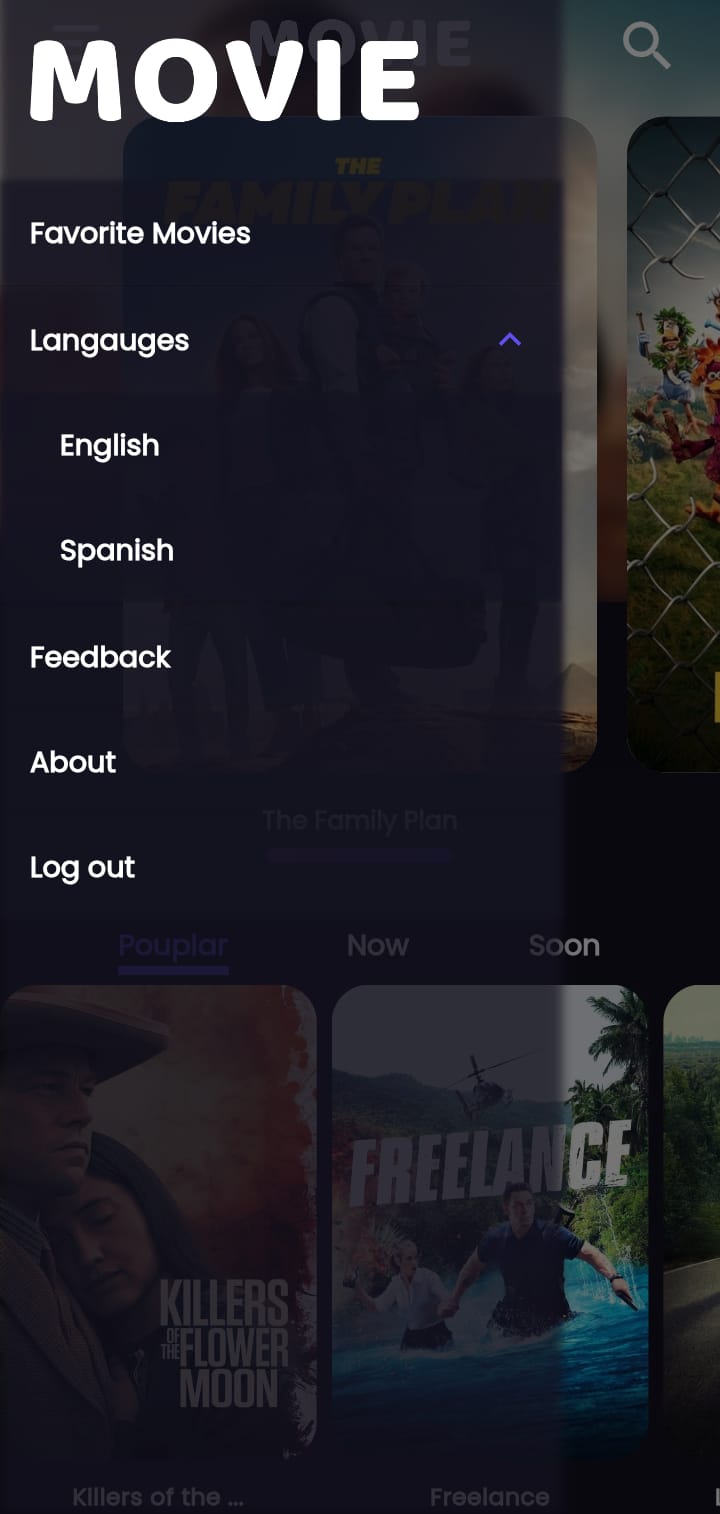 MOVIE
MOVIE
THE
FAMILY PLAN
Favorite Movies
Langauges
English
Spanish
Feedback
About
Log out
The Family Plan
Pouplar
Now
Soon
KILLERS
OF THE FLOWER
MOON
FREELANCE
Killers of the ...
Freelance